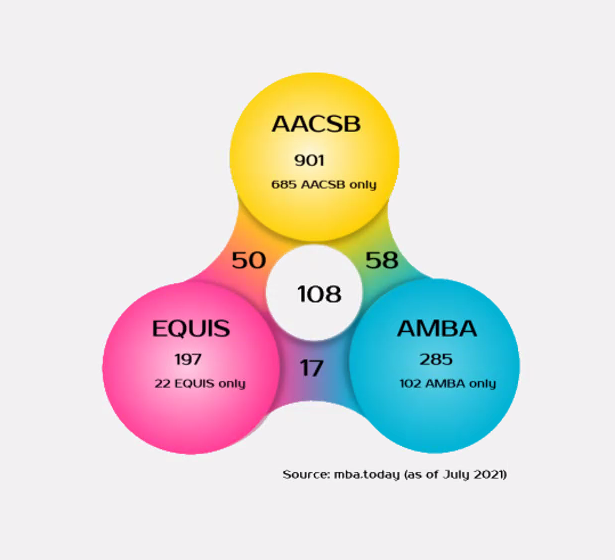 AACSB
901
685 AACSB only
50
58
108
EQUIS
197
22 EQUIS only
AMBA
285
102 AMBA only
17
Source: mba.today (as of July 2021)